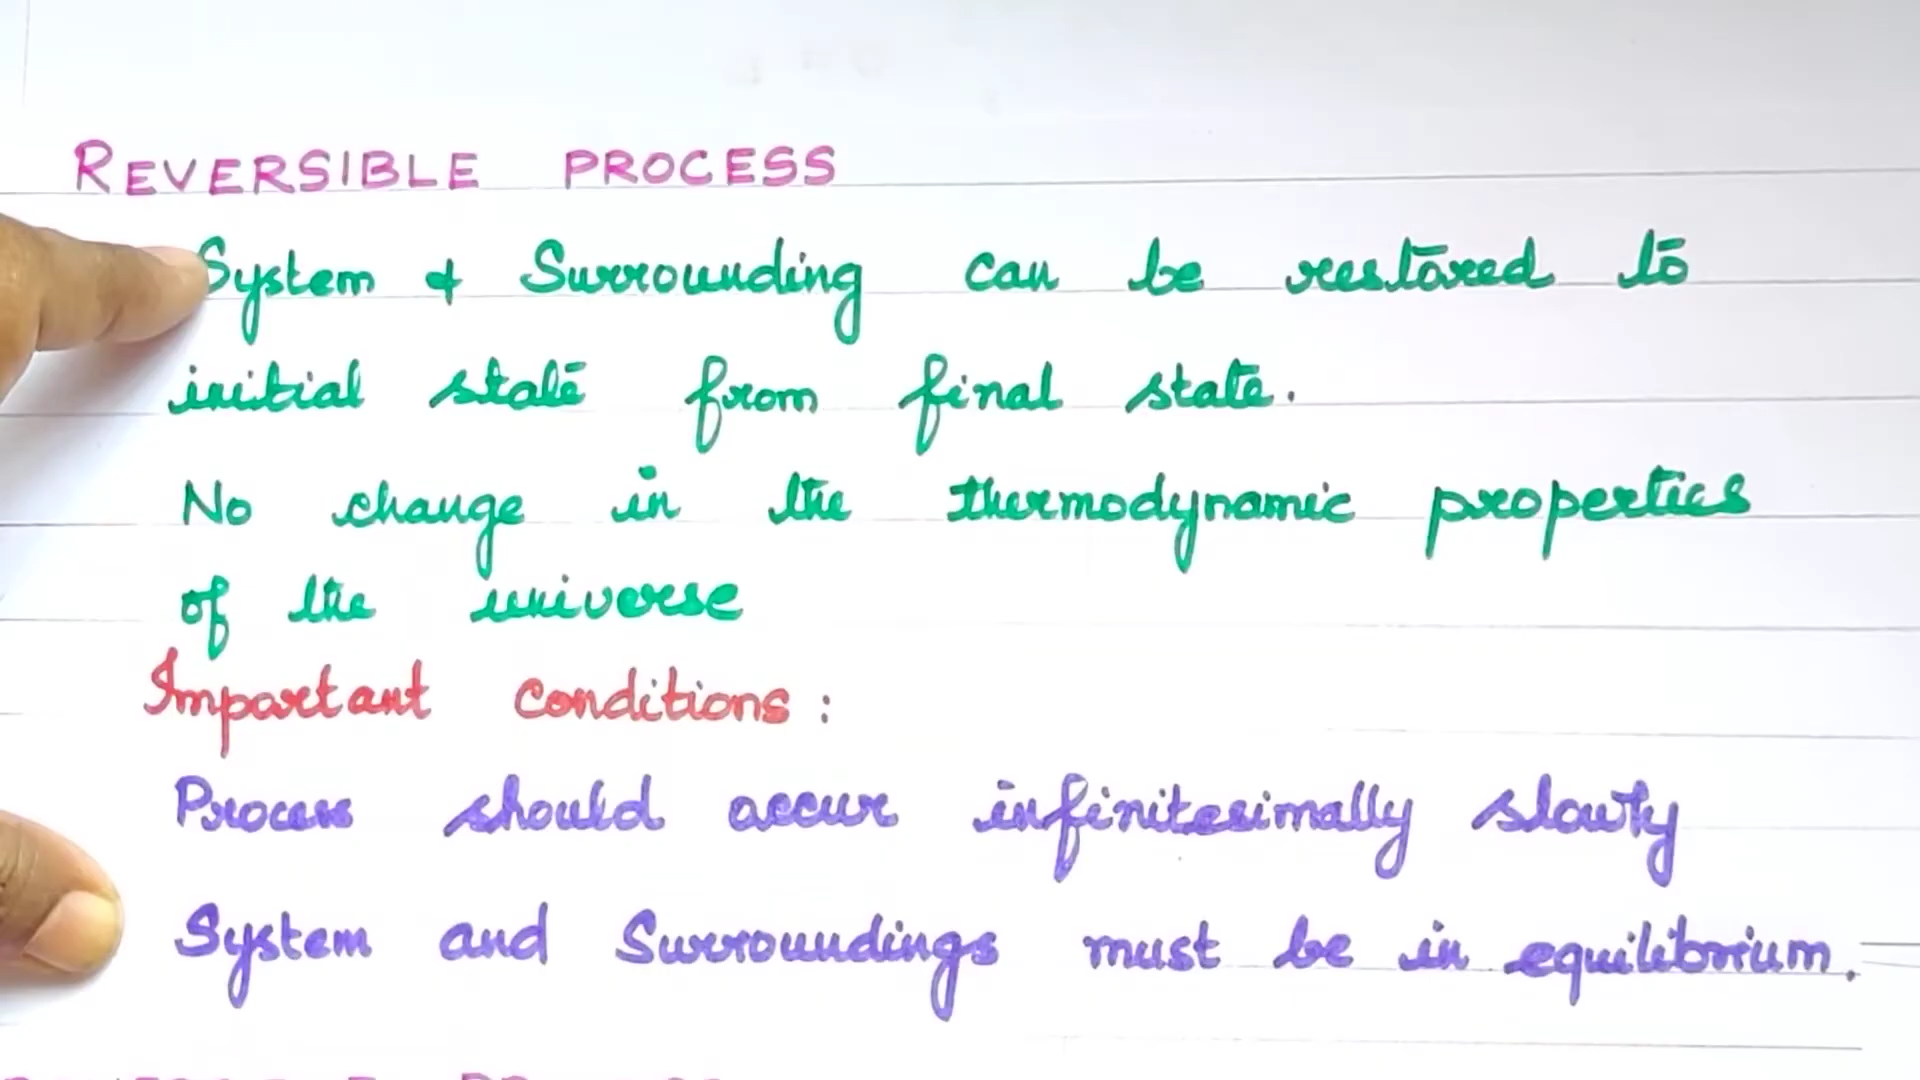 REVERSIBLE PROCESS
System & Surrounding can be restored to
initial state from final state.
No change in the thermodynamic properties
of the universe
Important Conditions:
Process should occur infinitesimally slowly
System and Surroundings must be in equilibrium.